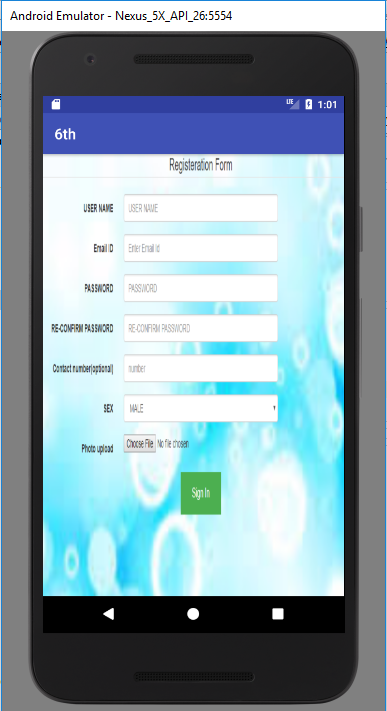 Android Emulator - Nexus_5X_API_26:5554
LTE 1:01
6th
Registeration Form
USER NAME USER NAME
Email ID Enter Email Id
PASSWORD PASSWORD
RE-CONFIRM PASSWORD RE-CONFIRM PASSWORD
Contact number(optional) number
SEX MALE
Photo upload Choose File No file chosen
Sign In